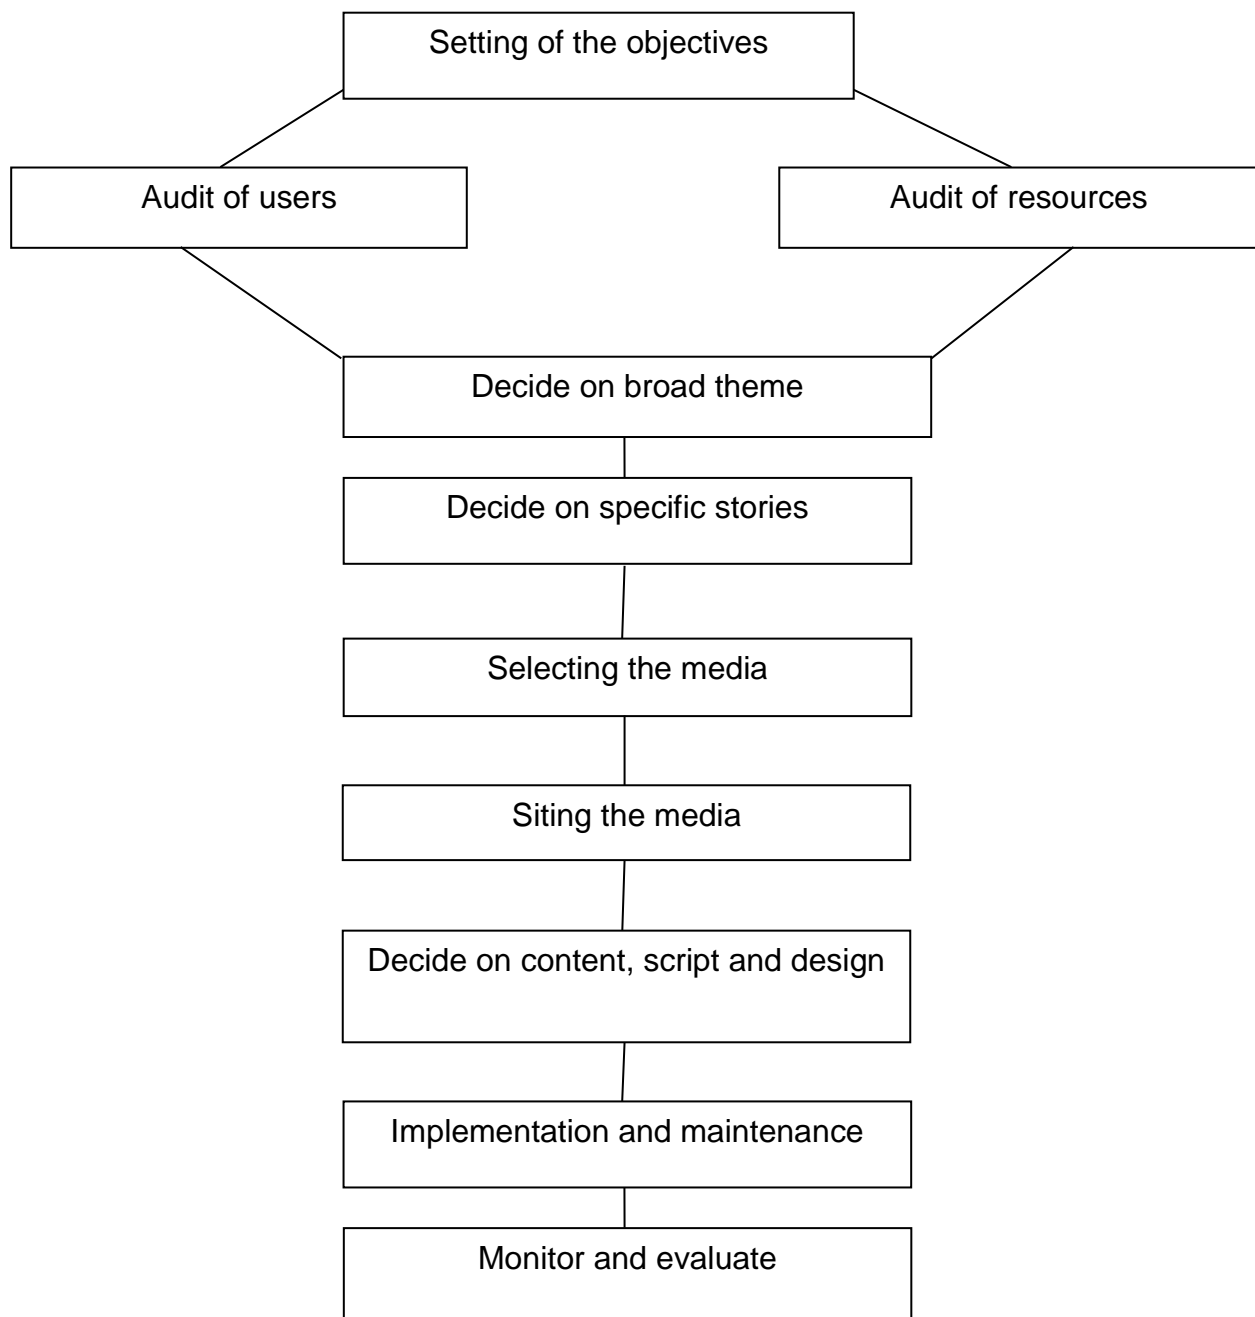 Setting of the objectives
Audit of users
Audit of resources
Decide on broad theme
Decide on specific stories
Selecting the media
Siting the media
Decide on content, script and design
Implementation and maintenance
Monitor and evaluate